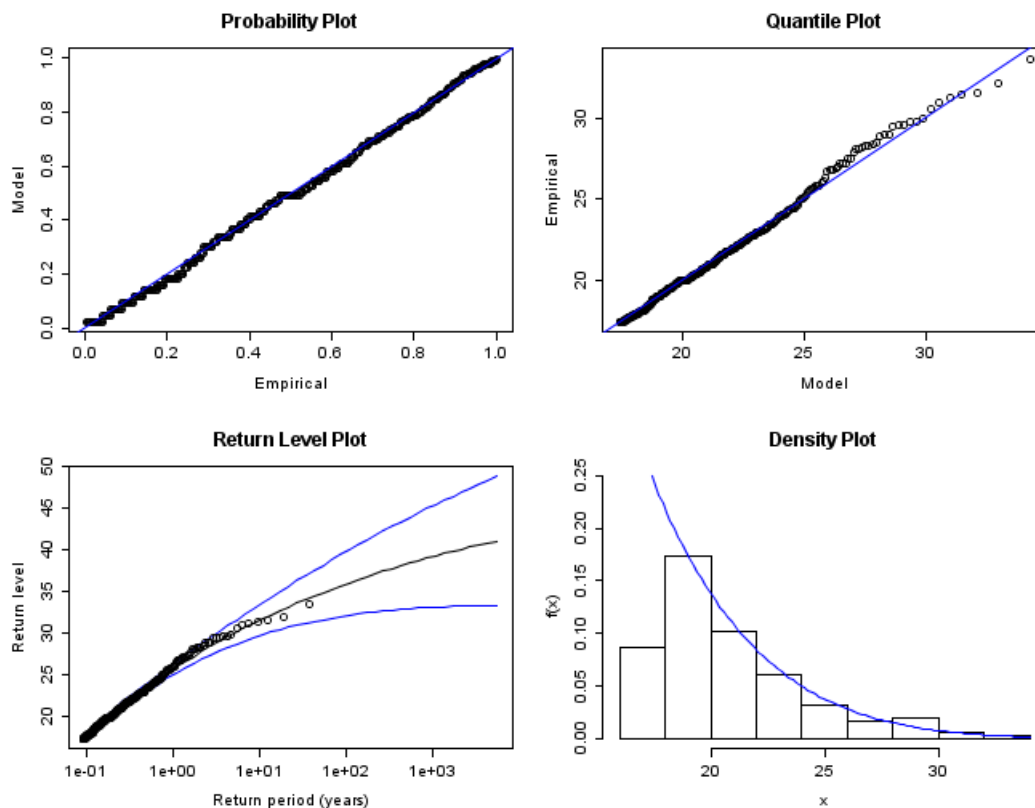 Probability Plot
1.0
0.8
0.6
0.4
0.2
0.0
Model
0.0 0.2 0.4 0.6 0.8 1.0
Empirical
Quantile Plot
30
25
20
Empirical
20 25 30
Model
Return Level Plot
50
45
40
35
30
25
20
Return level
1e-01 1e+00 1e+01 1e+02 1e+03
Return period (years)
Density Plot
0.25
0.20
0.15
0.10
0.05
0.00
f(x)
20 25 30
x